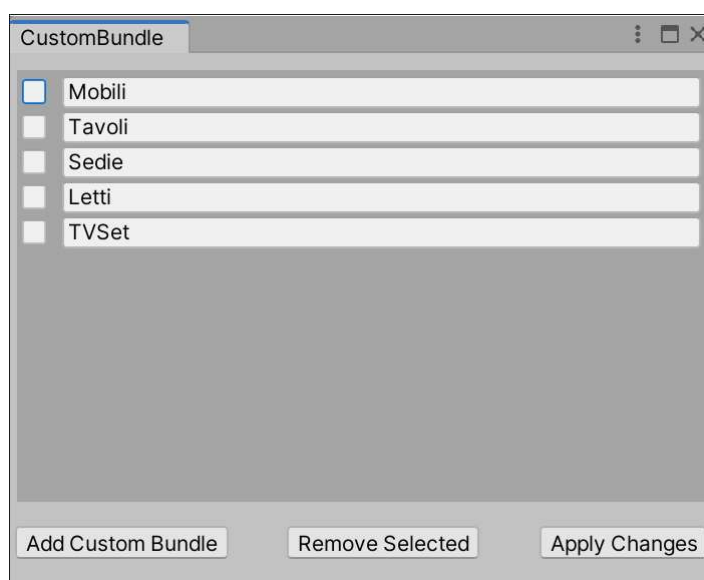 CustomBundle
Mobili
Tavoli
Sedie
Letti
TVSet
Add Custom Bundle Remove Selected Apply Changes